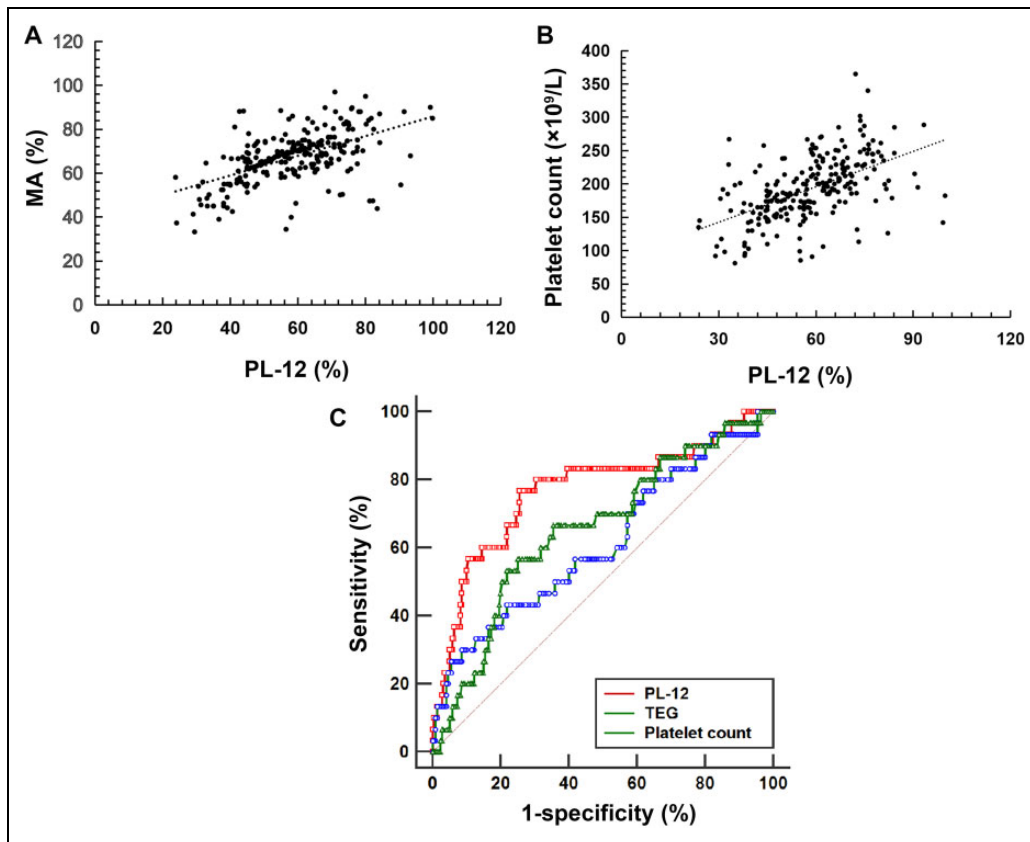 A
120
100
80
60
40
20
0
MA (%)
0 20 40 60 80 100 120
PL-12 (%)
B
400
350
300
250
200
150
100
50
0
Platelet count (×10⁹/L)
0 30 60 90 120
PL-12 (%)
C
100
80
60
40
20
0
Sensitivity (%)
0 20 40 60 80 100
1-specificity (%)
PL-12
TEG
Platelet count